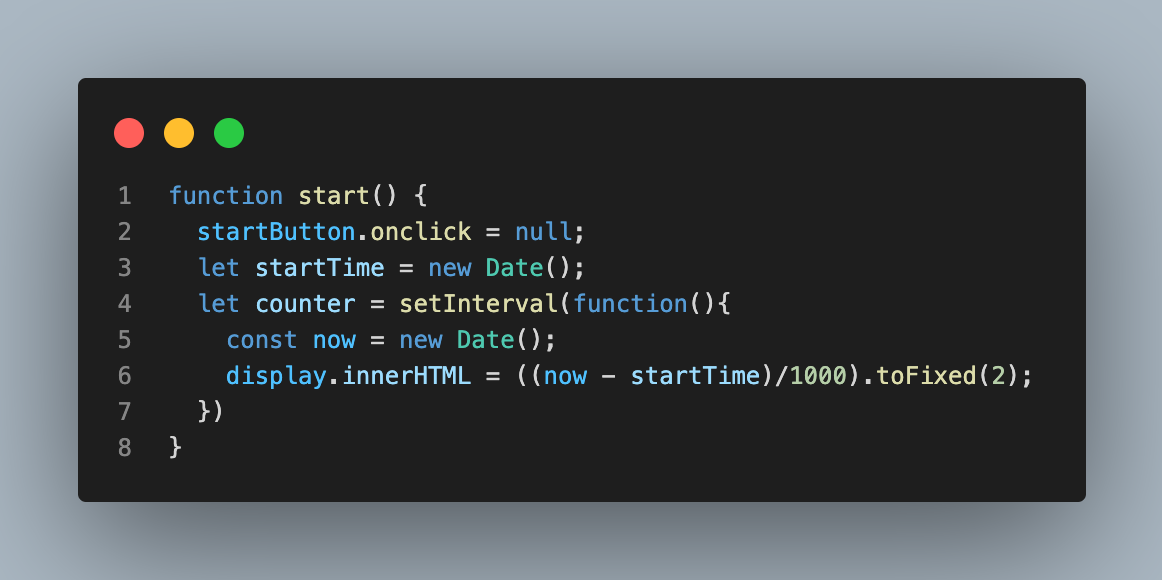 1 function start() {
2   startButton.onclick = null;
3   let startTime = new Date();
4   let counter = setInterval(function(){
5     const now = new Date();
6     display.innerHTML = ((now - startTime)/1000).toFixed(2);
7   })
8 }